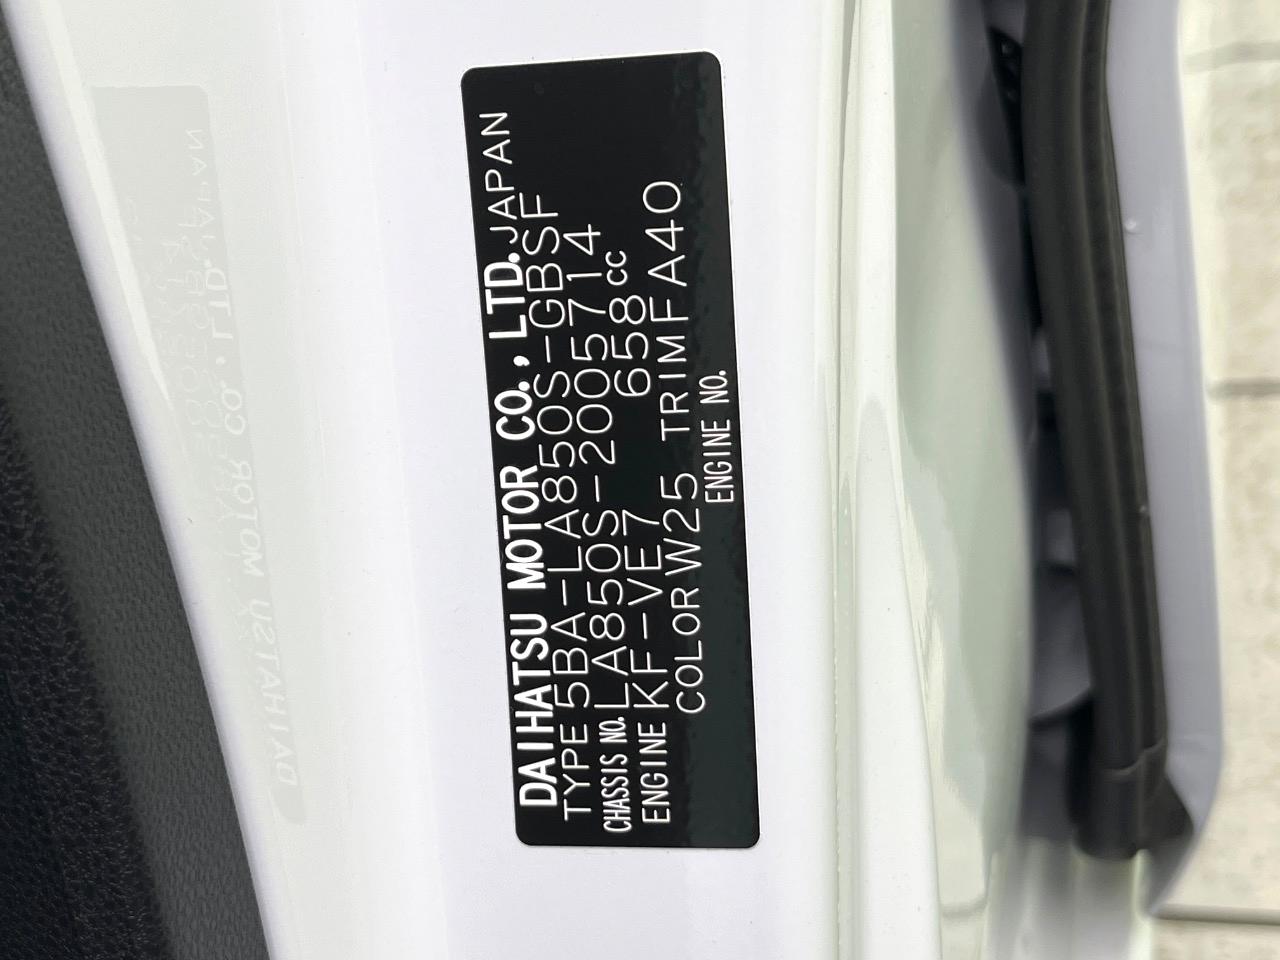 DAIHATSU MOTOR CO., LTD. JAPAN
TYPE 5BA-LA850S-GBSF
CHASSIS NO. LA850S-2005714
ENGINE KF-VE7 658cc
COLOR W25 TRIM FA40
ENGINE NO.